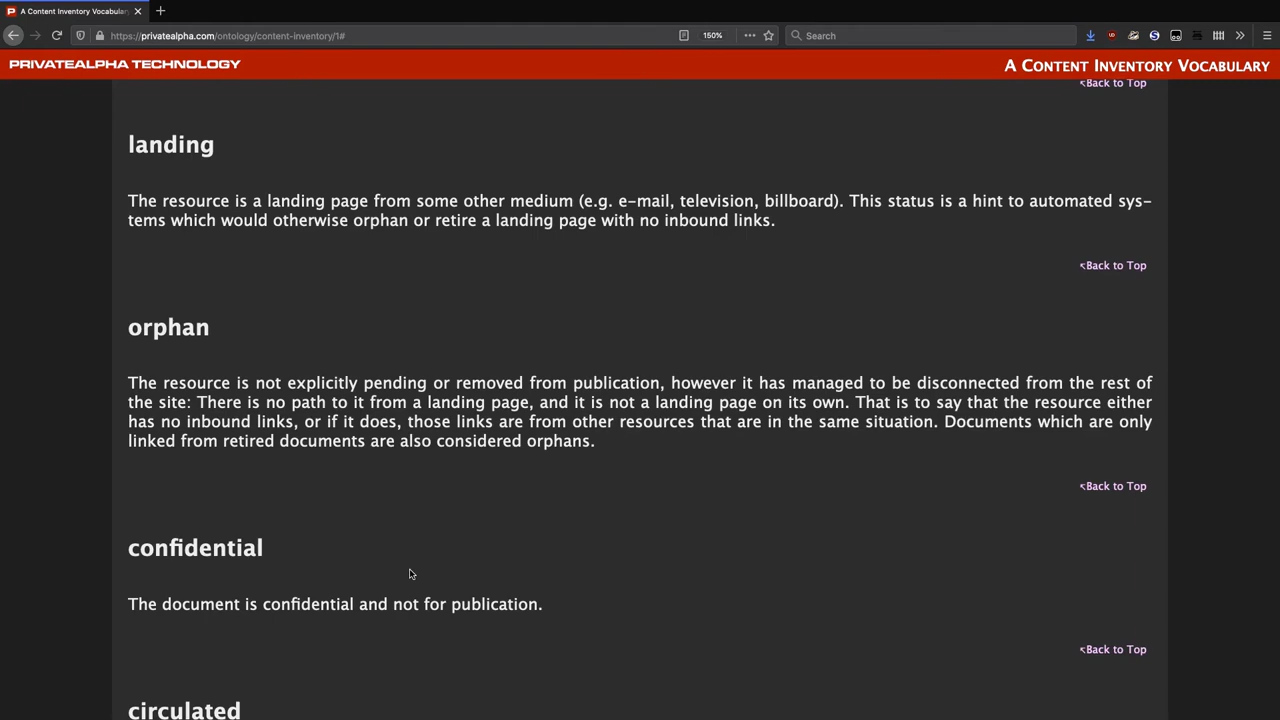 A Content Inventory Vocabulary
https://privatealpha.com/ontology/content-inventory/1#
150%
Search
PRIVATEALPHA TECHNOLOGY
A CONTENT INVENTORY VOCABULARY
↸Back to Top
landing
The resource is a landing page from some other medium (e.g. e-mail, television, billboard). This status is a hint to automated sys-
tems which would otherwise orphan or retire a landing page with no inbound links.
↸Back to Top
orphan
The resource is not explicitly pending or removed from publication, however it has managed to be disconnected from the rest of
the site: There is no path to it from a landing page, and it is not a landing page on its own. That is to say that the resource either
has no inbound links, or if it does, those links are from other resources that are in the same situation. Documents which are only
linked from retired documents are also considered orphans.
↸Back to Top
confidential
The document is confidential and not for publication.
↸Back to Top
circulated